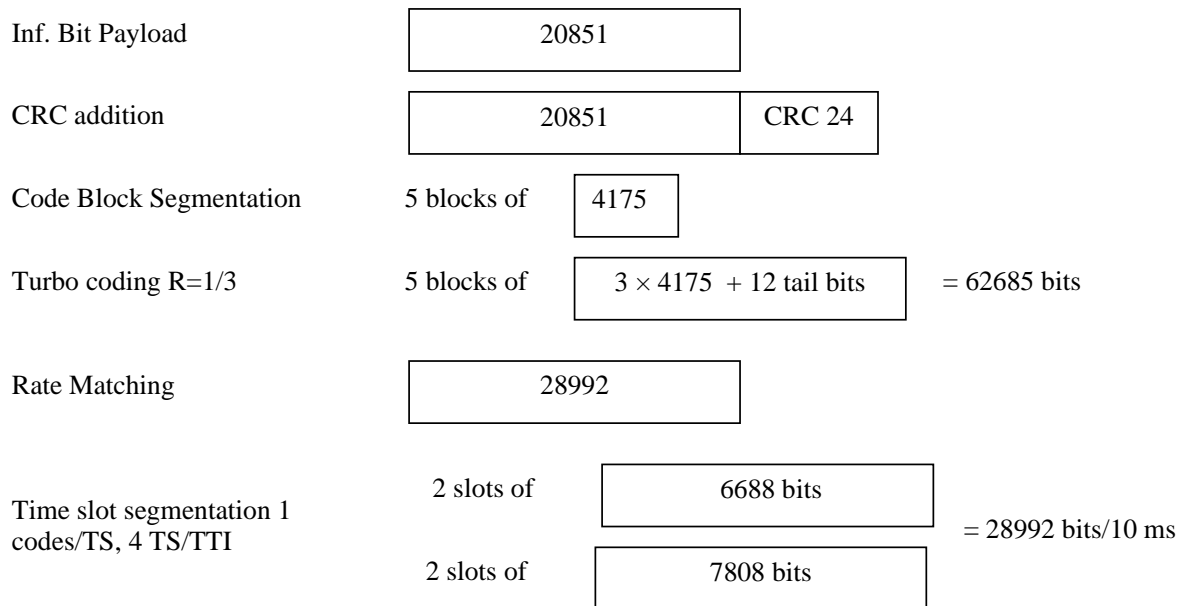 Inf. Bit Payload
20851
CRC addition
20851 CRC 24
Code Block Segmentation 5 blocks of 4175
Turbo coding R=1/3 5 blocks of 3 × 4175 + 12 tail bits = 62685 bits
Rate Matching
28992
Time slot segmentation 1
codes/TS, 4 TS/TTI
2 slots of 6688 bits
= 28992 bits/10 ms
2 slots of 7808 bits